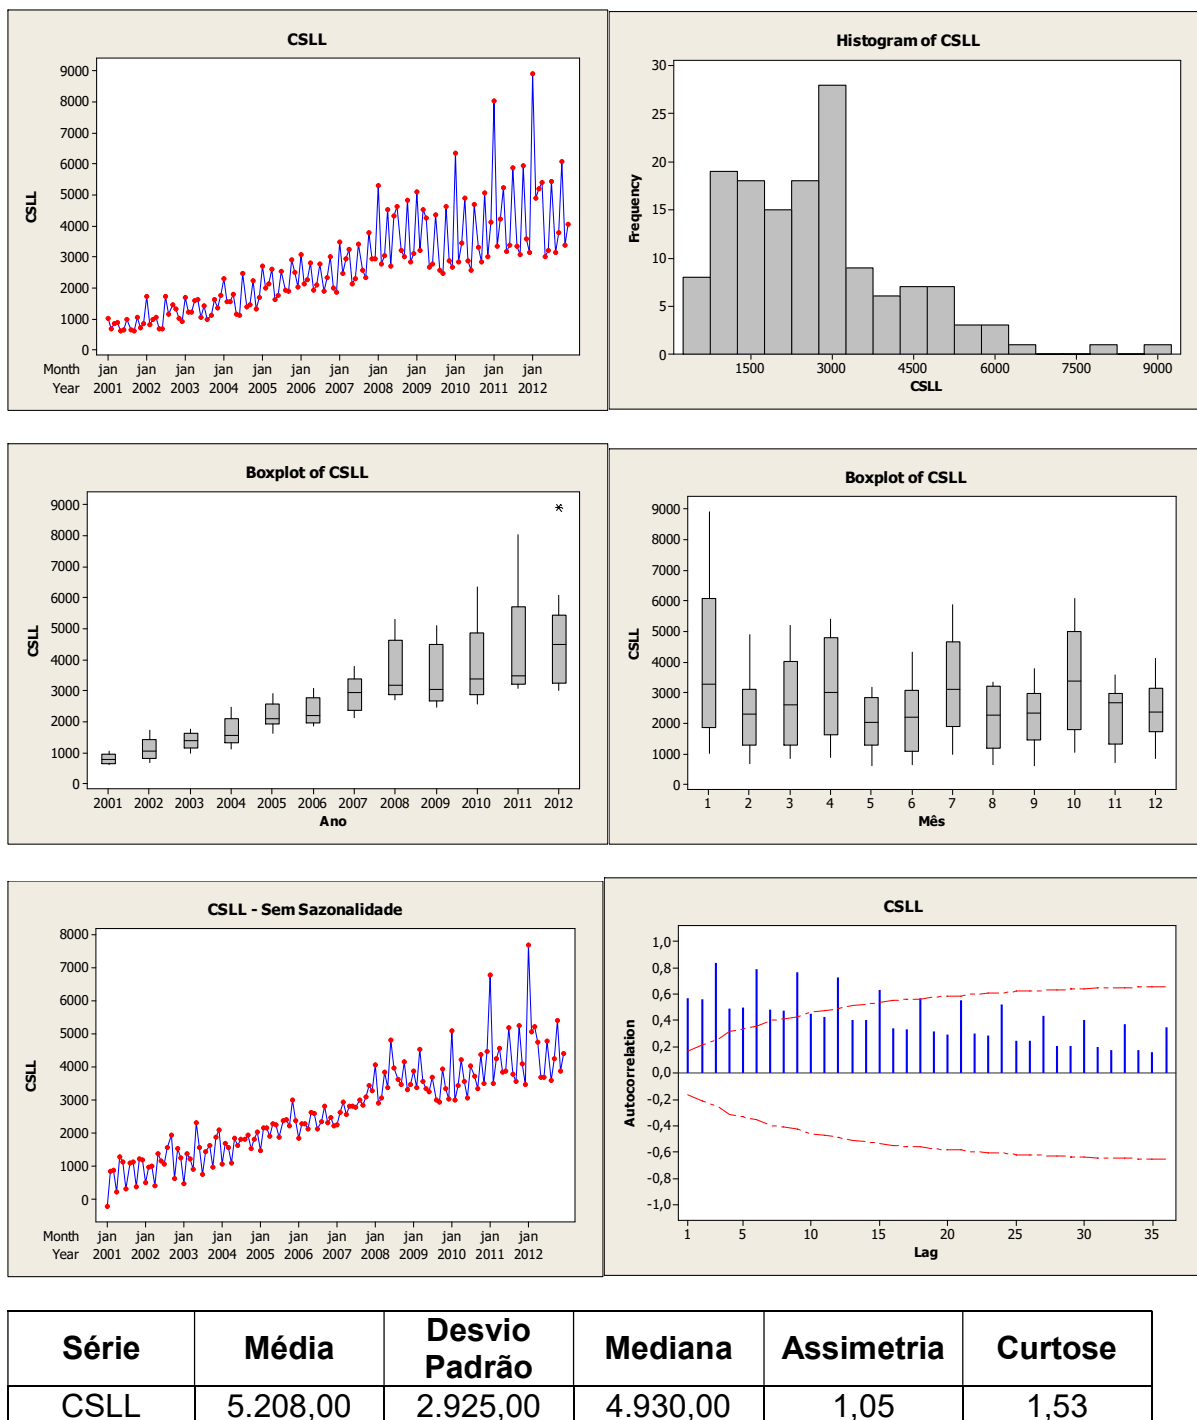 CSLL
CSLL
9000
8000
7000
6000
5000
4000
3000
2000
1000
0
Month jan jan jan jan jan jan jan jan jan jan jan jan
Year 2001 2002 2003 2004 2005 2006 2007 2008 2009 2010 2011 2012
Histogram of CSLL
Frequency
30
25
20
15
10
5
0
1500 3000 4500 6000 7500 9000
CSLL
Boxplot of CSLL
CSLL
9000
8000
7000
6000
5000
4000
3000
2000
1000
0
2001 2002 2003 2004 2005 2006 2007 2008 2009 2010 2011 2012
Ano
Boxplot of CSLL
CSLL
9000
8000
7000
6000
5000
4000
3000
2000
1000
0
1 2 3 4 5 6 7 8 9 10 11 12
Mês
CSLL - Sem Sazonalidade
CSLL
8000
7000
6000
5000
4000
3000
2000
1000
0
Month jan jan jan jan jan jan jan jan jan jan jan jan
Year 2001 2002 2003 2004 2005 2006 2007 2008 2009 2010 2011 2012
CSLL
Autocorrelation
1,0
0,8
0,6
0,4
0,2
0,0
-0,2
-0,4
-0,6
-0,8
-1,0
1 5 10 15 20 25 30 35
Lag
Série Média Desvio Padrão Mediana Assimetria Curtose
CSLL 5.208,00 2.925,00 4.930,00 1,05 1,53